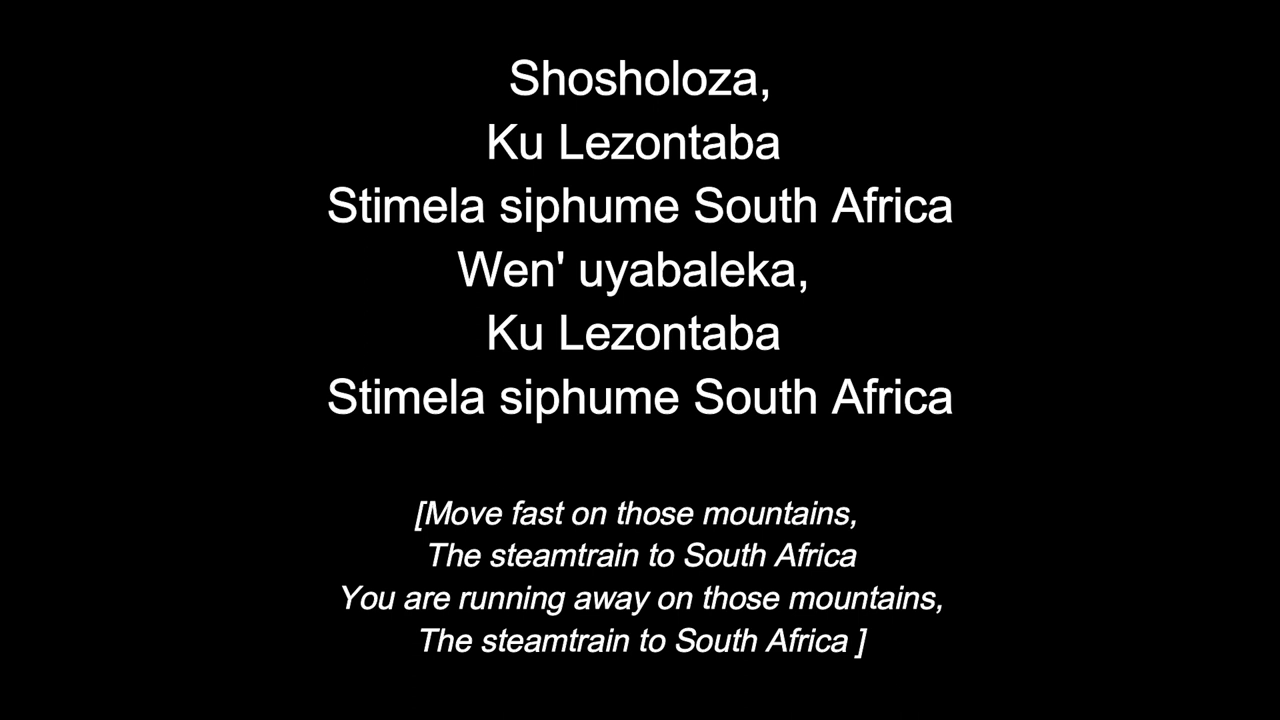 Shosholoza,
Ku Lezontaba
Stimela siphume South Africa
Wen' uyabaleka,
Ku Lezontaba
Stimela siphume South Africa
[Move fast on those mountains,
The steamtrain to South Africa
You are running away on those mountains,
The steamtrain to South Africa ]